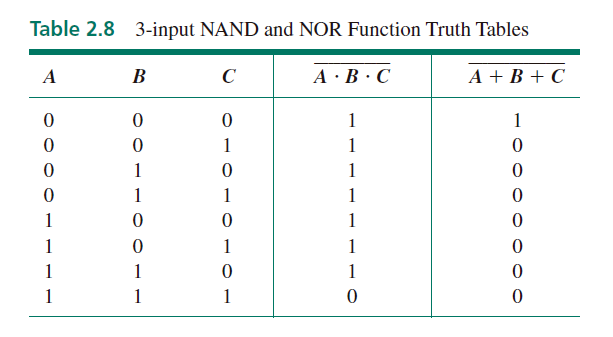 Table 2.8 3-input NAND and NOR Function Truth Tables
A B C A̅ ̅·̅ ̅B̅ ̅·̅ ̅C̅ A̅ ̅+̅ ̅B̅ ̅+̅ ̅C̅
0 0 0 1 1
0 0 1 1 0
0 1 0 1 0
0 1 1 1 0
1 0 0 1 0
1 0 1 1 0
1 1 0 1 0
1 1 1 0 0